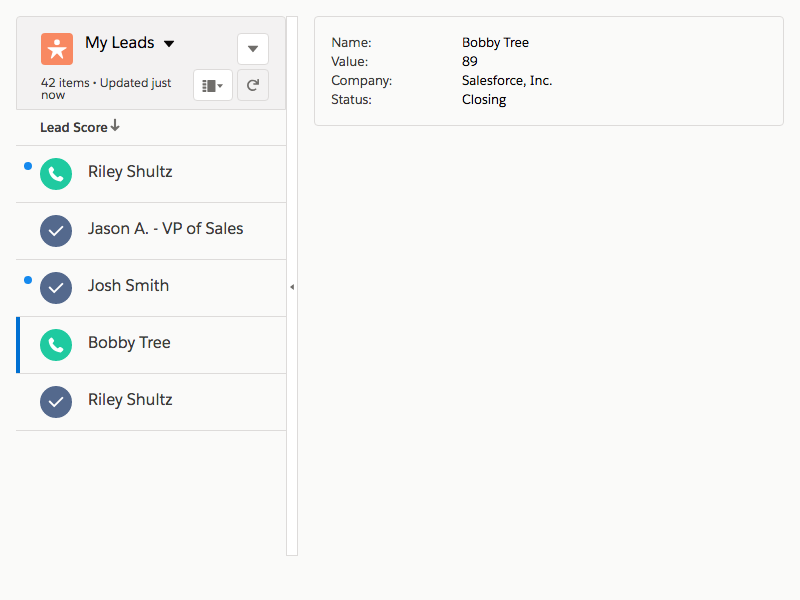 My Leads
42 items • Updated just
now
Lead Score
Riley Shultz
Jason A. - VP of Sales
Josh Smith
Bobby Tree
Riley Shultz
Name: Bobby Tree
Value: 89
Company: Salesforce, Inc.
Status: Closing